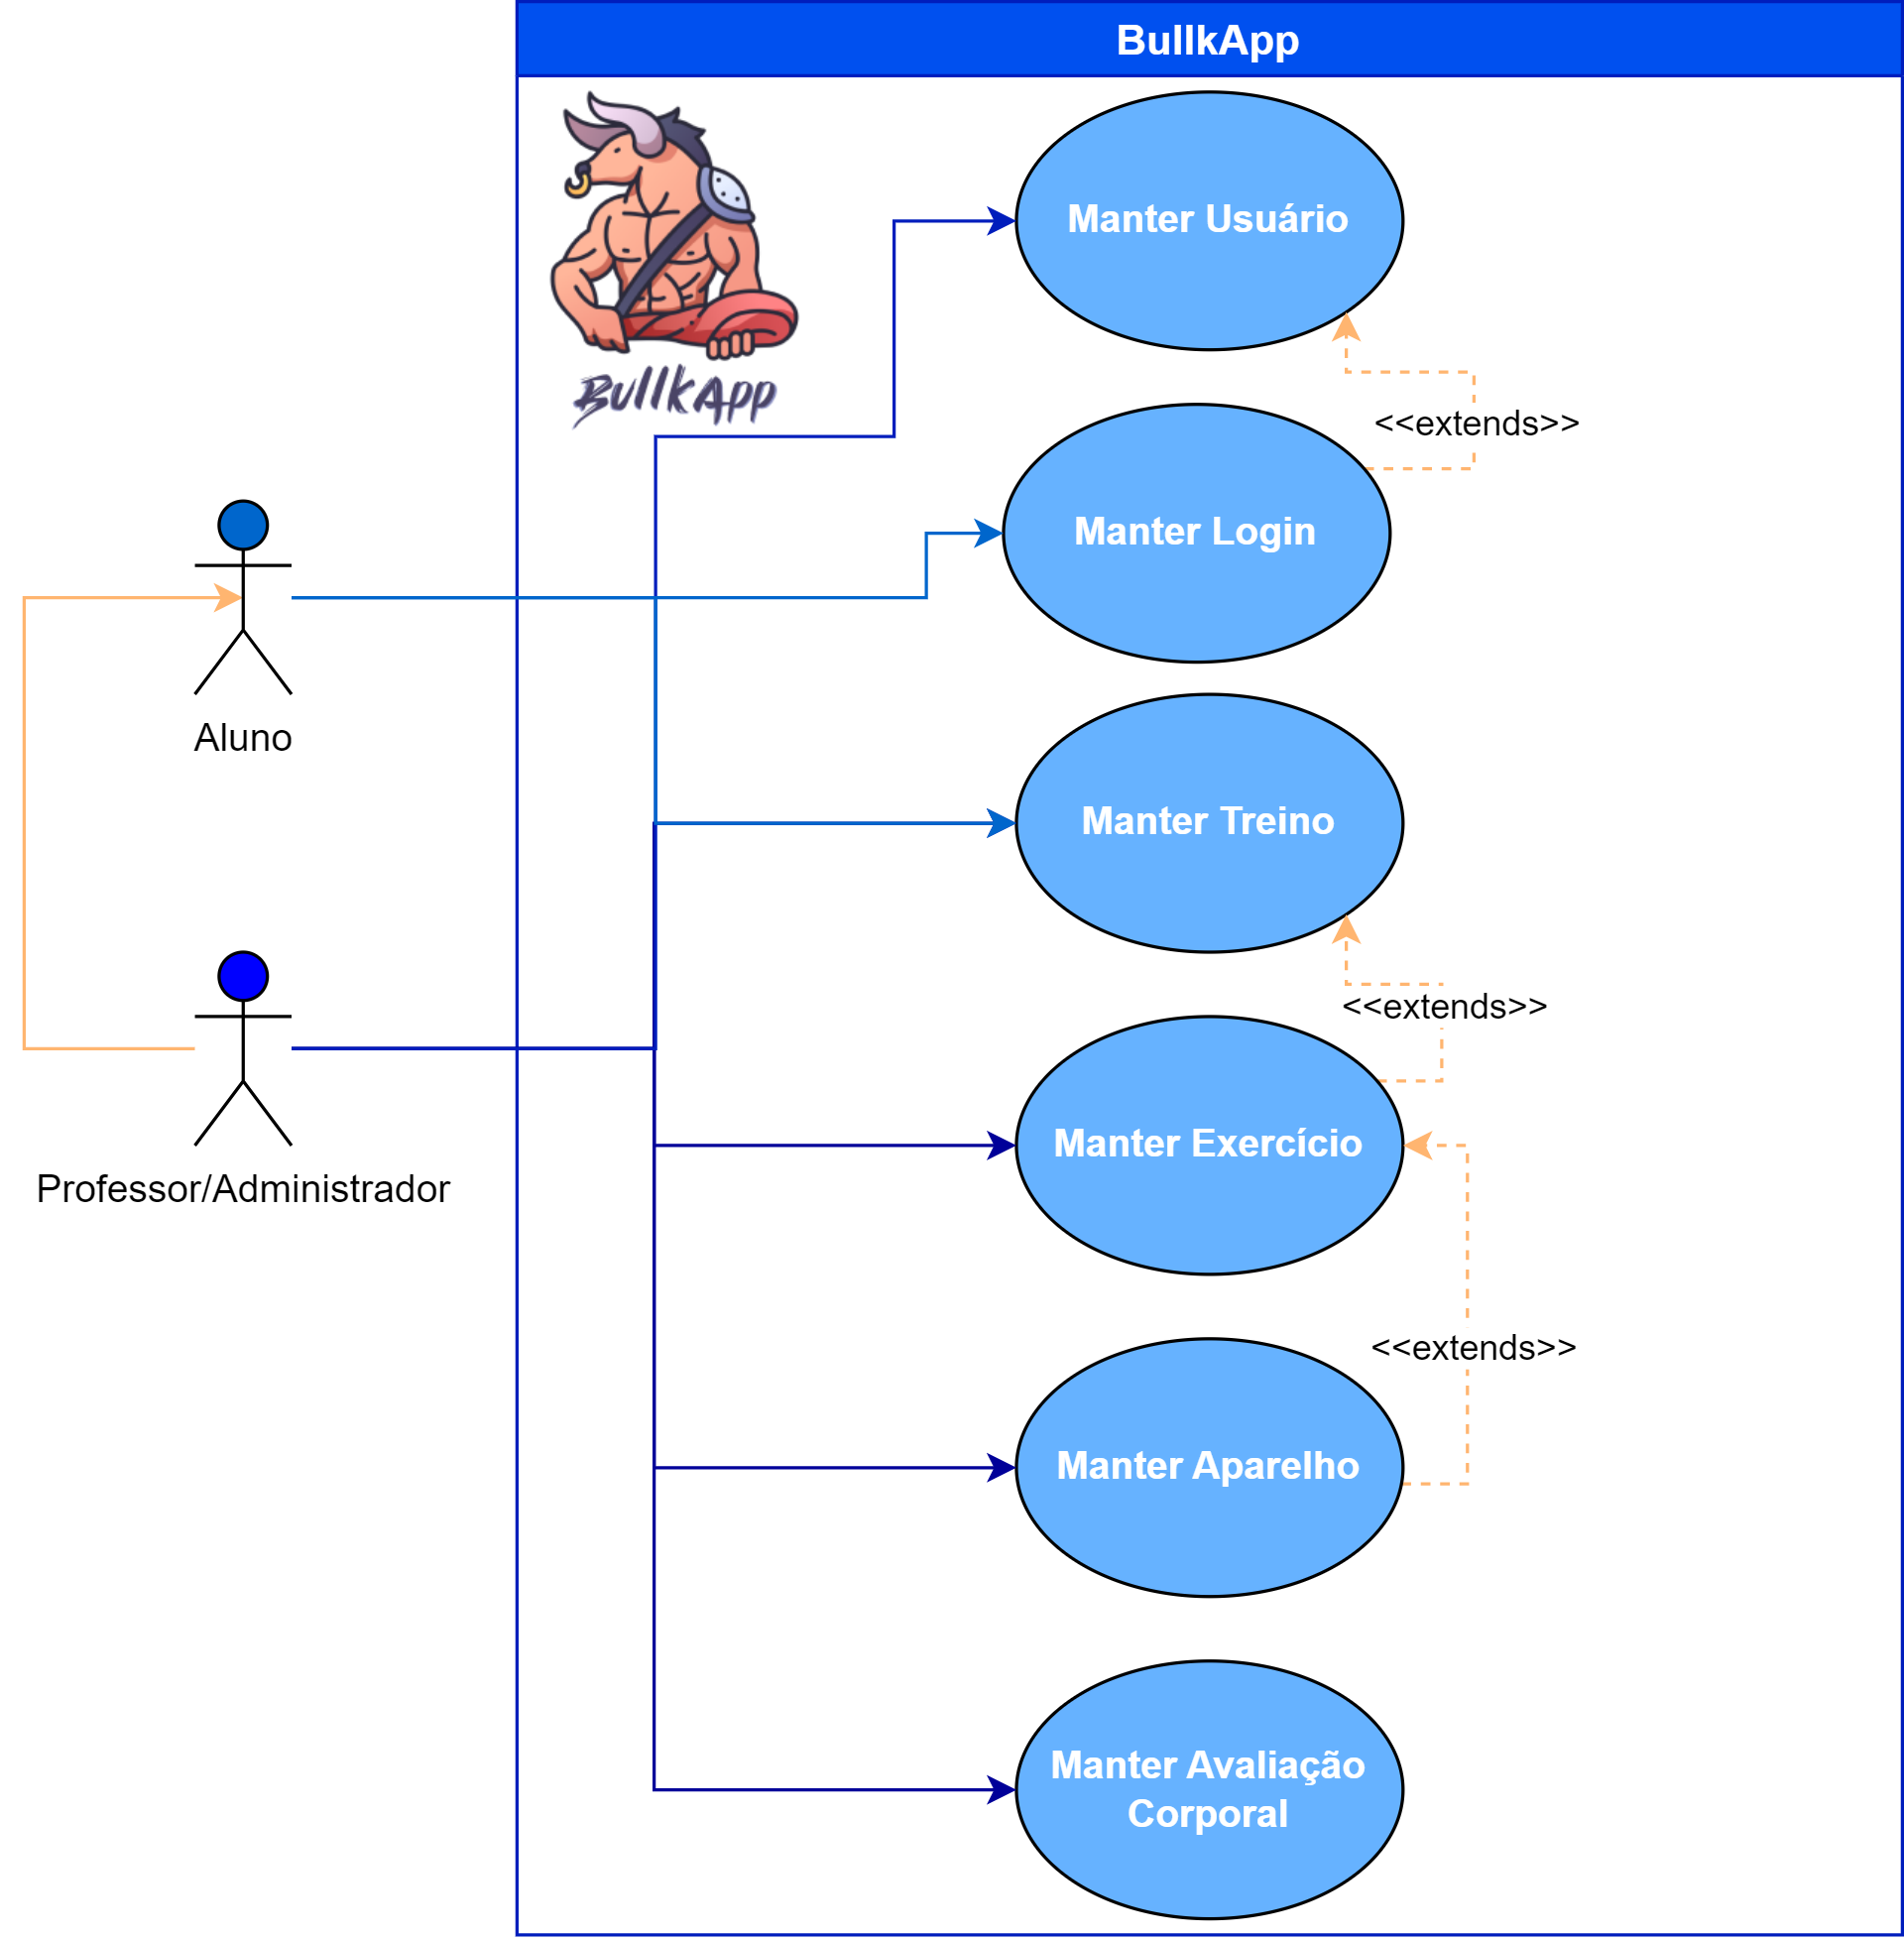 BullkApp
BullkApp
Manter Usuário
<<extends>>
Manter Login
Aluno
Manter Treino
<<extends>>
Manter Exercício
Professor/Administrador
<<extends>>
Manter Aparelho
Manter Avaliação
Corporal